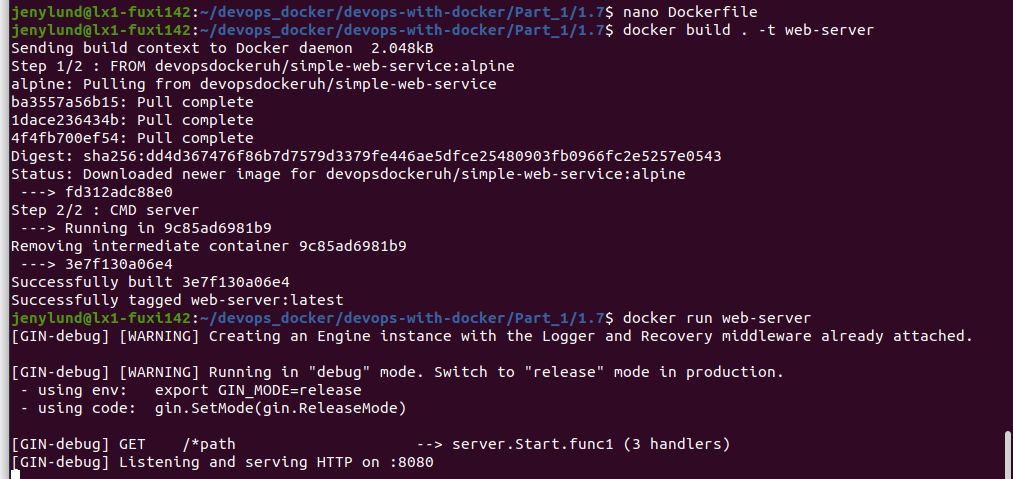 jenylund@lx1-fuxi142:~/devops_docker/devops-with-docker/Part_1/1.7$ nano Dockerfile
jenylund@lx1-fuxi142:~/devops_docker/devops-with-docker/Part_1/1.7$ docker build . -t web-server
Sending build context to Docker daemon  2.048kB
Step 1/2 : FROM devopsdockeruh/simple-web-service:alpine
alpine: Pulling from devopsdockeruh/simple-web-service
ba3557a56b15: Pull complete
1dace236434b: Pull complete
4f4fb700ef54: Pull complete
Digest: sha256:dd4d367476f86b7d7579d3379fe446ae5dfce25480903fb0966fc2e5257e0543
Status: Downloaded newer image for devopsdockeruh/simple-web-service:alpine
 ---> fd312adc88e0
Step 2/2 : CMD server
 ---> Running in 9c85ad6981b9
Removing intermediate container 9c85ad6981b9
 ---> 3e7f130a06e4
Successfully built 3e7f130a06e4
Successfully tagged web-server:latest
jenylund@lx1-fuxi142:~/devops_docker/devops-with-docker/Part_1/1.7$ docker run web-server
[GIN-debug] [WARNING] Creating an Engine instance with the Logger and Recovery middleware already attached.
[GIN-debug] [WARNING] Running in "debug" mode. Switch to "release" mode in production.
 - using env:   export GIN_MODE=release
 - using code:  gin.SetMode(gin.ReleaseMode)
[GIN-debug] GET    /*path                    --> server.Start.func1 (3 handlers)
[GIN-debug] Listening and serving HTTP on :8080